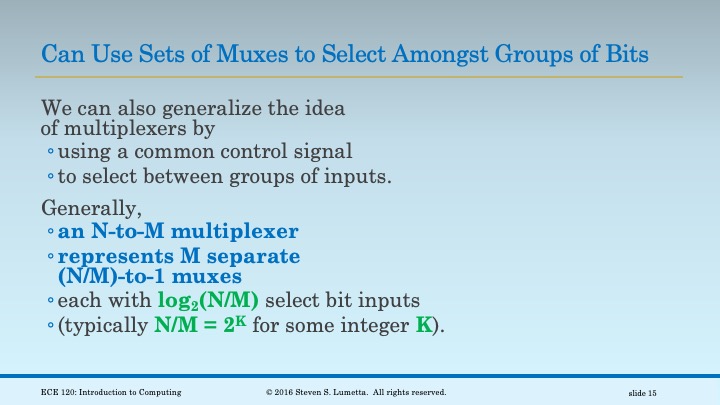 Can Use Sets of Muxes to Select Amongst Groups of Bits
We can also generalize the idea
of multiplexers by
◦using a common control signal
◦to select between groups of inputs.
Generally,
◦an N-to-M multiplexer
◦represents M separate
(N/M)-to-1 muxes
◦each with log₂(N/M) select bit inputs
◦(typically N/M = 2ᴷ for some integer K).
ECE 120: Introduction to Computing
© 2016 Steven S. Lumetta. All rights reserved.
slide 15